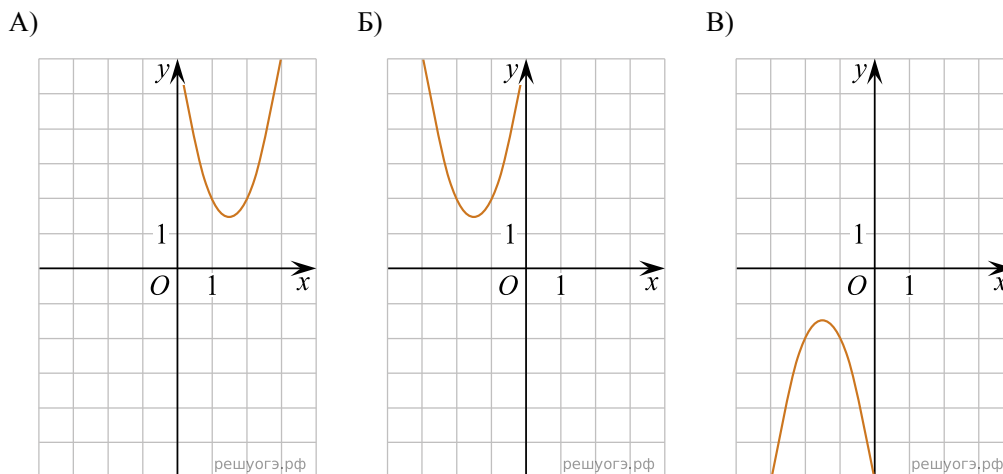 А) Б) В)
y y y
1 1 1
O 1 x O 1 x O 1 x
решуогэ.рф решуогэ.рф решуогэ.рф